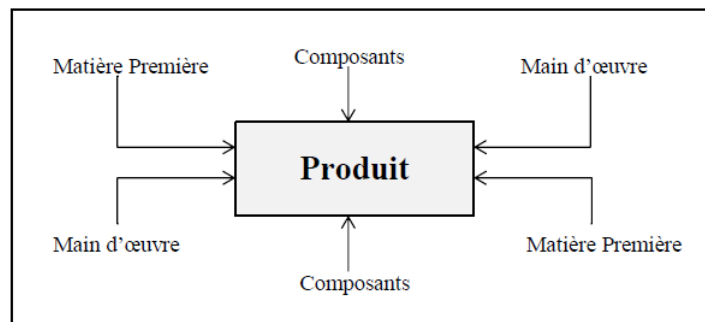 Composants
Matière Première
Main d'œuvre
Produit
Main d'œuvre
Matière Première
Composants